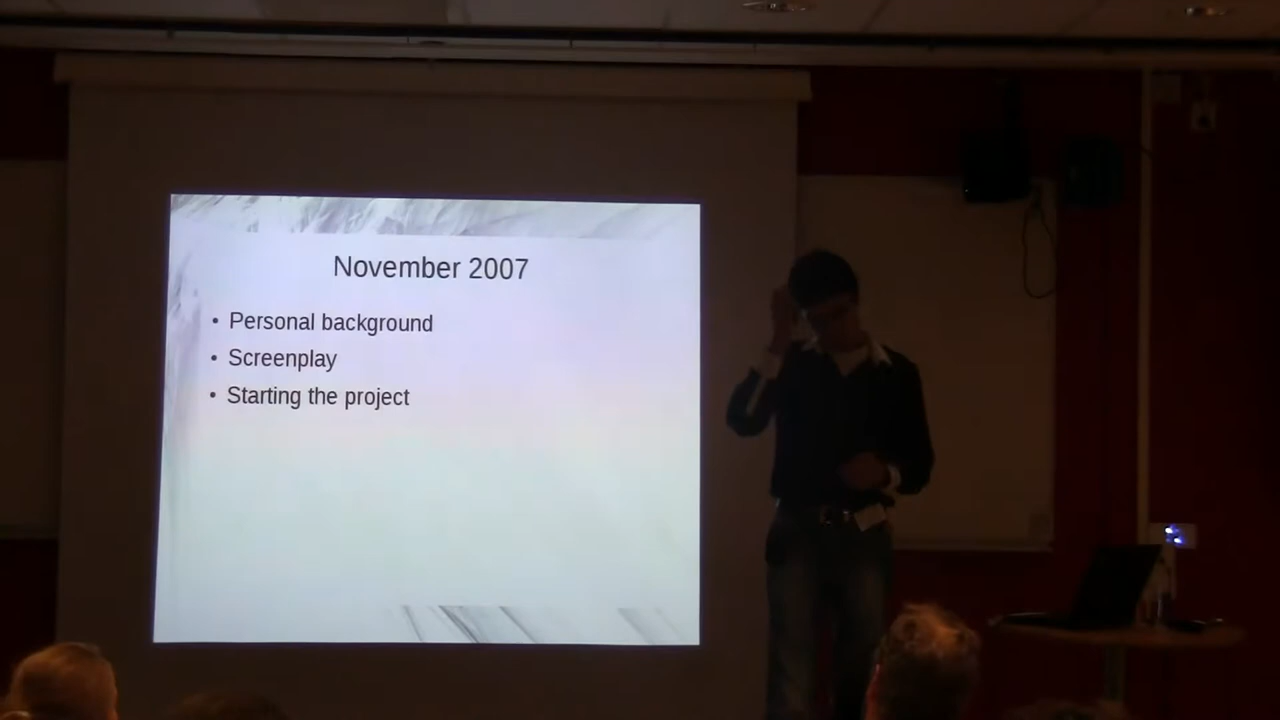 November 2007
• Personal background
• Screenplay
• Starting the project